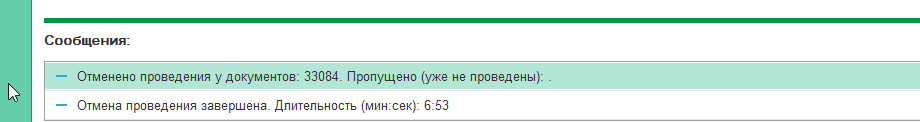 Сообщения:
Отменено проведения у документов: 33084. Пропущено (уже не проведены): .
Отмена проведения завершена. Длительность (мин:сек): 6:53